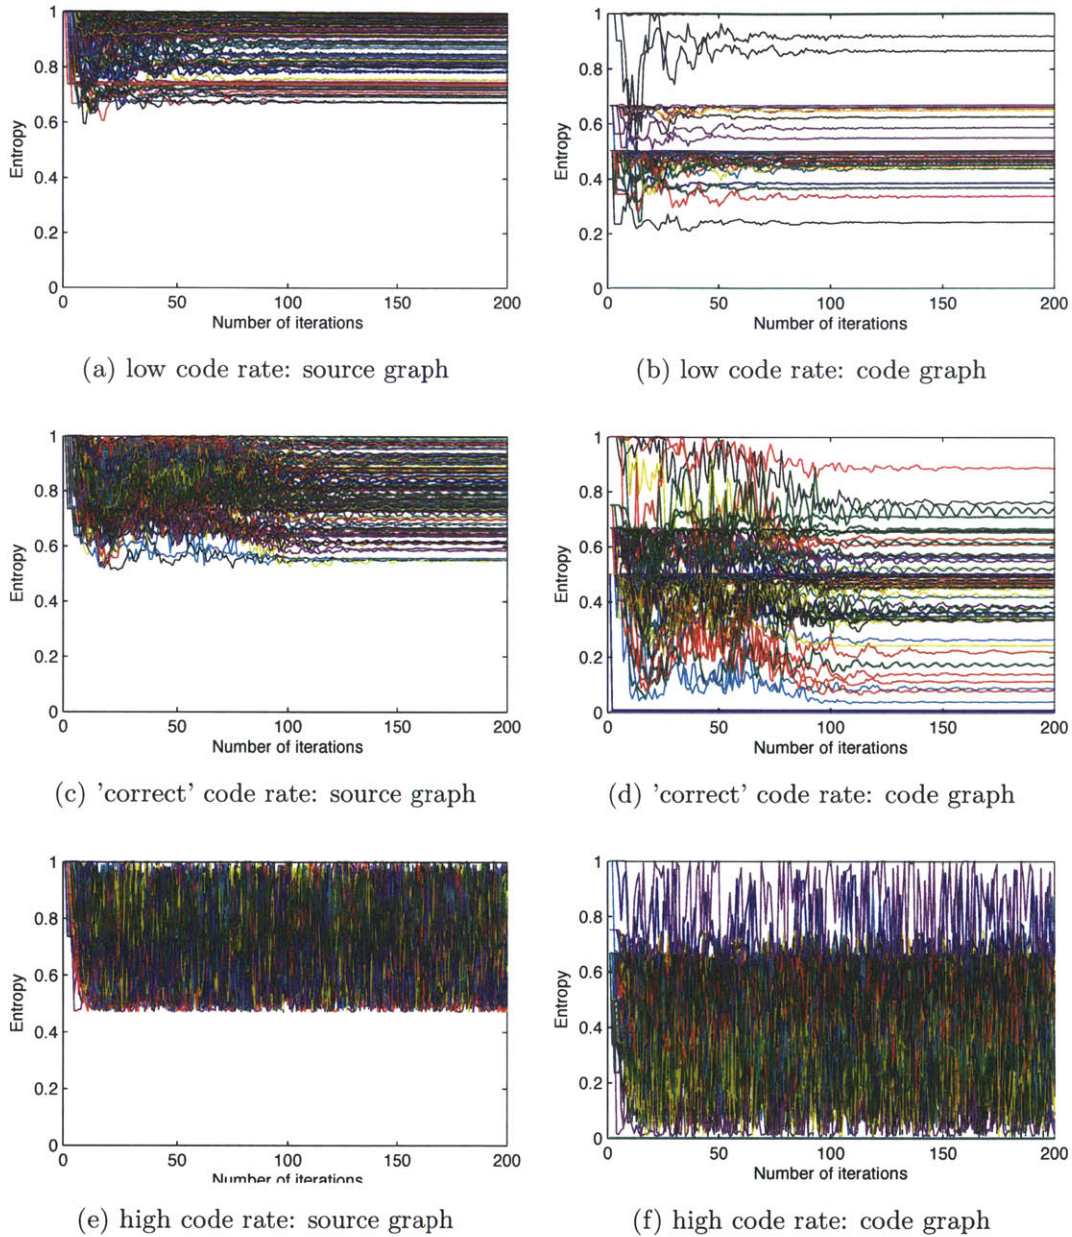 Entropy
1
0.8
0.6
0.4
0.2
0
0 50 100 150 200
Number of iterations
(a) low code rate: source graph
Entropy
1
0.8
0.6
0.4
0.2
0
0 50 100 150 200
Number of iterations
(b) low code rate: code graph
Entropy
1
0.8
0.6
0.4
0.2
0
0 50 100 150 200
Number of iterations
(c) 'correct' code rate: source graph
Entropy
1
0.8
0.6
0.4
0.2
0
0 50 100 150 200
Number of iterations
(d) 'correct' code rate: code graph
Entropy
1
0.8
0.6
0.4
0.2
0
0 50 100 150 200
Number of iterations
(e) high code rate: source graph
Entropy
1
0.8
0.6
0.4
0.2
0
0 50 100 150 200
Number of iterations
(f) high code rate: code graph